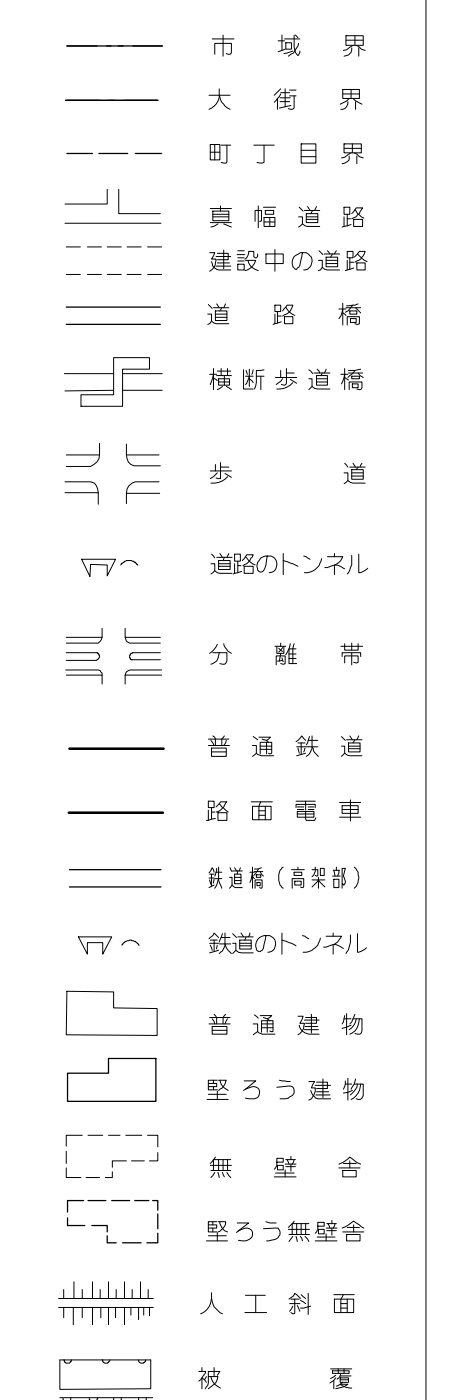 市域界
大街界
町丁目界
真幅道路
建設中の道路
道路橋
横断歩道橋
歩道
道路のトンネル
分離帯
普通鉄道
路面電車
鉄道橋(高架部)
鉄道のトンネル
普通建物
堅ろう建物
無壁舎
堅ろう無壁舎
人工斜面
被覆